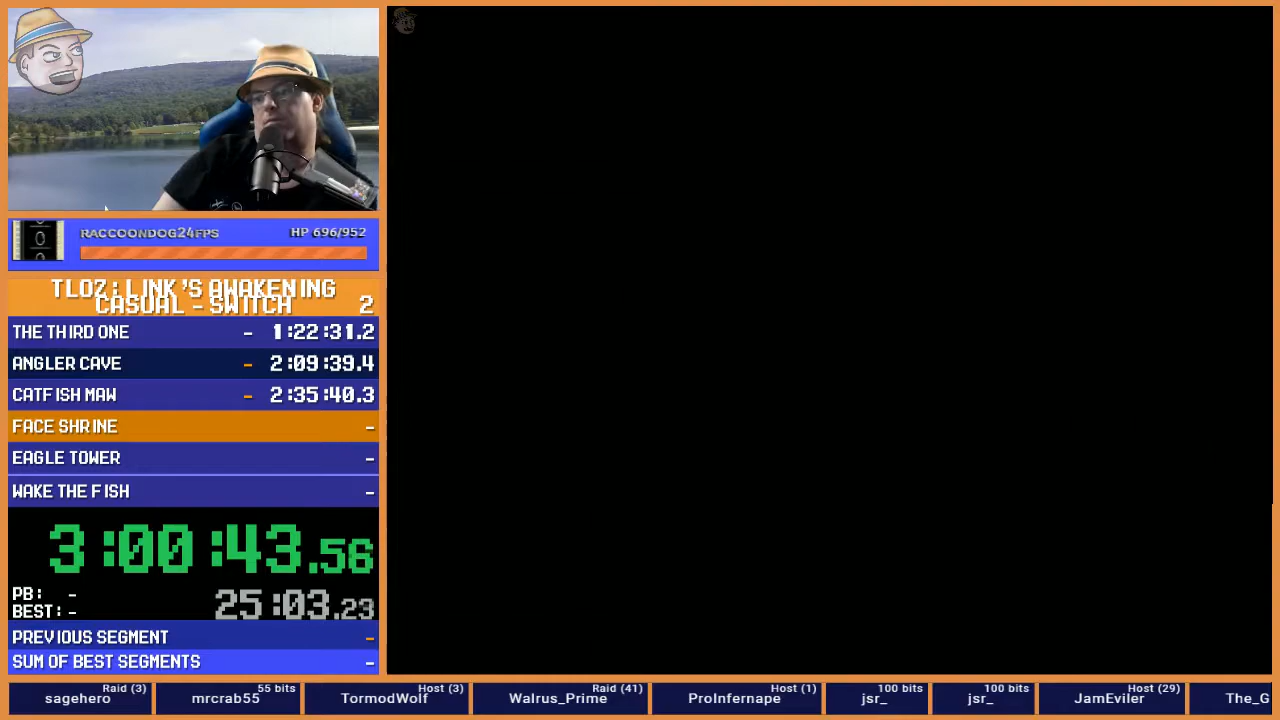 RACCOONDOG24FPS HP 696/952
TLOZ: LINK'S AWAKENING
CASUAL - SWITCH 2
THE THIRD ONE - 1:22:31.2
ANGLER CAVE - 2:09:39.4
CATFISH MAW - 2:35:40.3
FACE SHRINE -
EAGLE TOWER -
WAKE THE FISH -
3:00:43.56
PB: -
BEST: -
25:03.23
PREVIOUS SEGMENT -
SUM OF BEST SEGMENTS -
Raid (3) 55 bits Host (3) Raid (41) Host (1) 100 bits 100 bits Host (29)
sagehero mrcrab55 TormodWolf Walrus_Prime ProInfernape jsr_ jsr_ JamEviler The_G